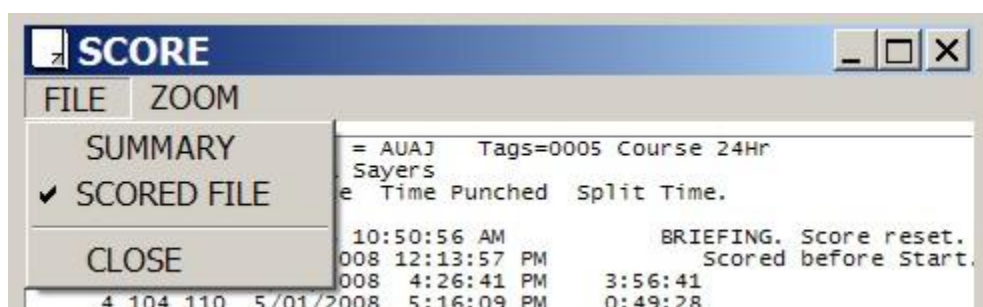 SCORE
FILE ZOOM
SUMMARY
SCORED FILE
CLOSE
= AUAJ Tags=0005 Course 24Hr
Sayers
e Time Punched Split Time.
10:50:56 AM BRIEFING. Score reset.
008 12:13:57 PM Scored before Start.
008 4:26:41 PM 3:56:41
4 104 110 5/01/2008 5:16:09 PM 0:49:28